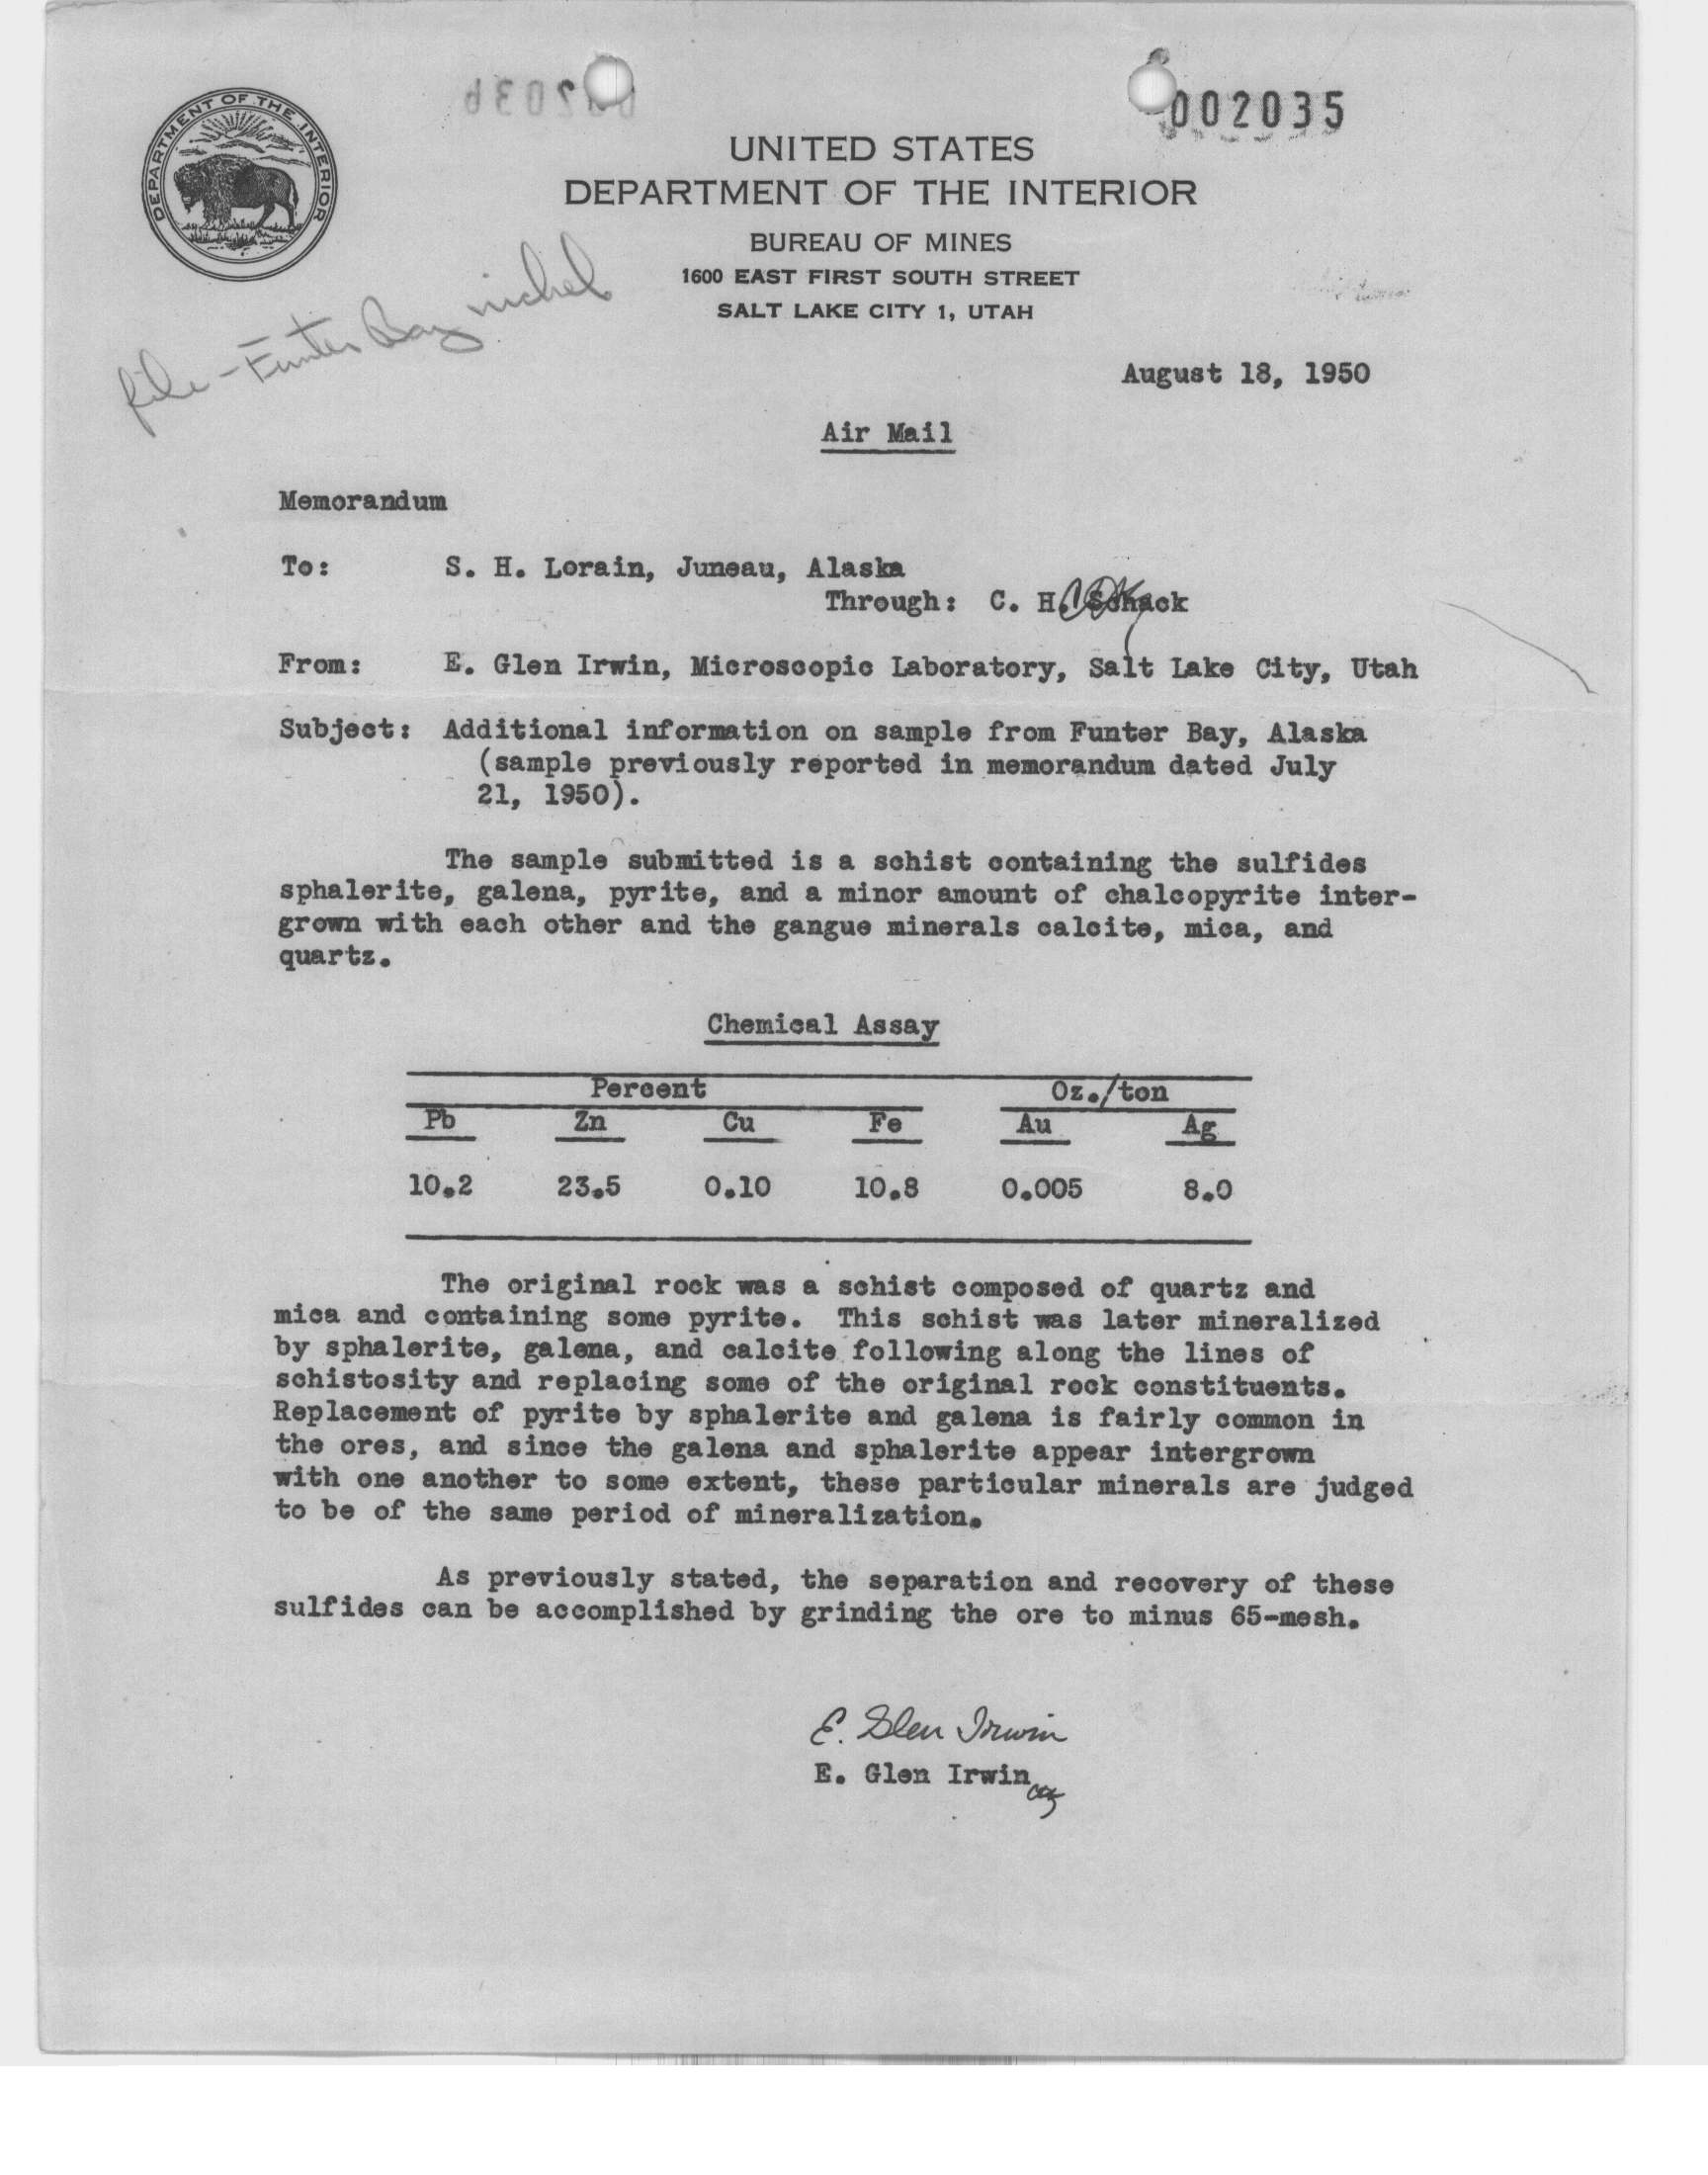 002035
DEPARTMENT OF THE INTERIOR
UNITED STATES
DEPARTMENT OF THE INTERIOR
BUREAU OF MINES
1600 EAST FIRST SOUTH STREET
SALT LAKE CITY 1, UTAH
file - Funter Bay nickel
August 18, 1950
Air Mail
Memorandum
To: S. H. Lorain, Juneau, Alaska
Through: C. H. Schack
From: E. Glen Irwin, Microscopic Laboratory, Salt Lake City, Utah
Subject: Additional information on sample from Funter Bay, Alaska
(sample previously reported in memorandum dated July
21, 1950).
The sample submitted is a schist containing the sulfides
sphalerite, galena, pyrite, and a minor amount of chalcopyrite inter-
grown with each other and the gangue minerals calcite, mica, and
quartz.
Chemical Assay
Percent Oz./ton
Pb Zn Cu Fe Au Ag
10.2 23.5 0.10 10.8 0.005 8.0
The original rock was a schist composed of quartz and
mica and containing some pyrite. This schist was later mineralized
by sphalerite, galena, and calcite following along the lines of
schistosity and replacing some of the original rock constituents.
Replacement of pyrite by sphalerite and galena is fairly common in
the ores, and since the galena and sphalerite appear intergrown
with one another to some extent, these particular minerals are judged
to be of the same period of mineralization.
As previously stated, the separation and recovery of these
sulfides can be accomplished by grinding the ore to minus 65-mesh.
E. Glen Irwin
E. Glen Irwin